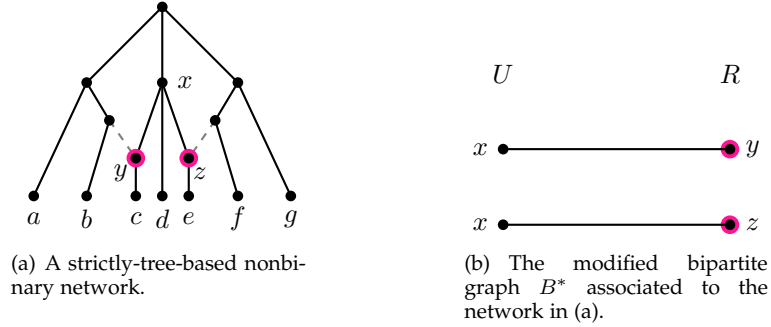 x
y
z
a b c d e f g
(a) A strictly-tree-based nonbi-
nary network.
U R
x y
x z
(b) The modified bipartite
graph B* associated to the
network in (a).